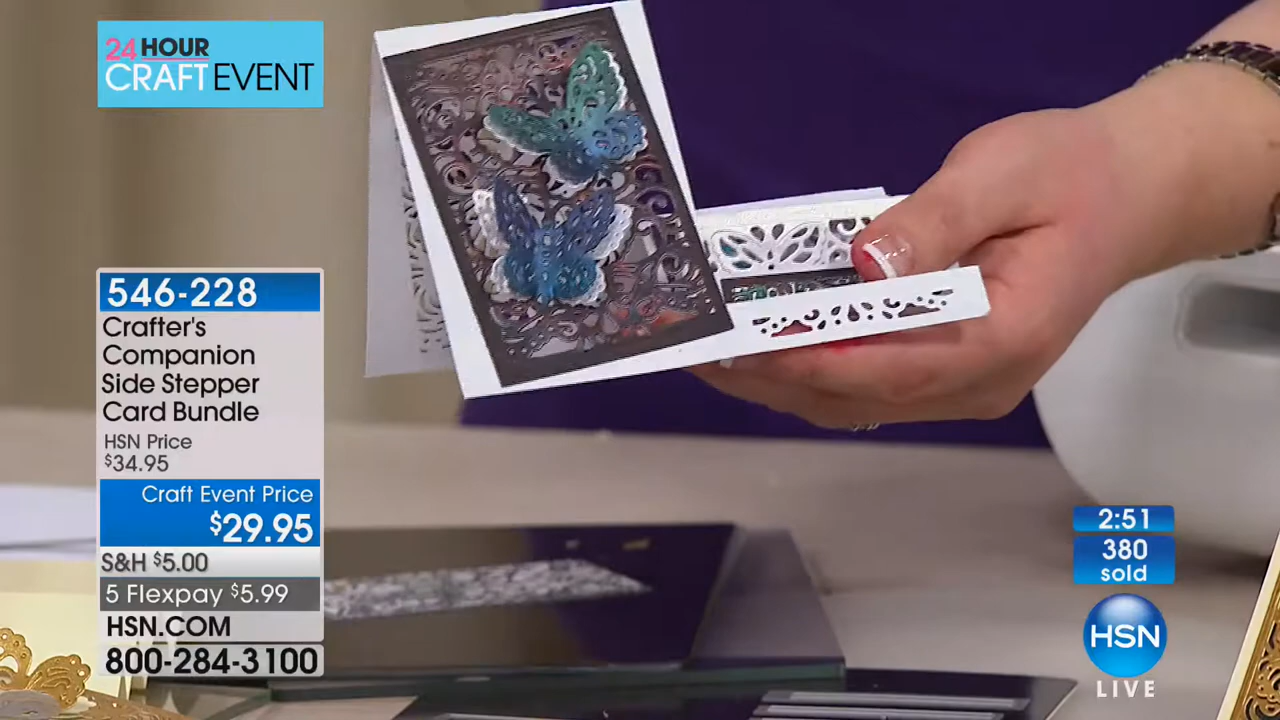 24 HOUR
CRAFT EVENT
546-228
Crafter's
Companion
Side Stepper
Card Bundle
HSN Price
$34.95
Craft Event Price
$29.95
S&H $5.00
5 Flexpay $5.99
HSN.COM
800-284-3100
2:51
380
sold
HSN
LIVE